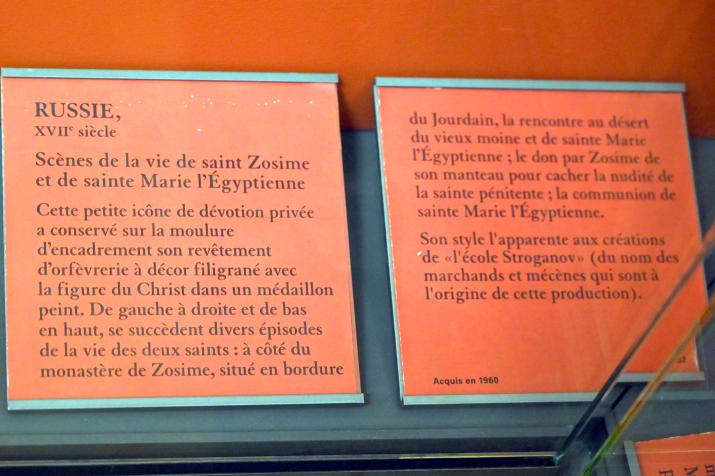 RUSSIE,
XVIIe siècle
Scènes de la vie de saint Zosime
et de sainte Marie l'Égyptienne
Cette petite icône de dévotion privée
a conservé sur la moulure
d'encadrement son revêtement
d'orfèvrerie à décor filigrané avec
la figure du Christ dans un médaillon
peint. De gauche à droite et de bas
en haut, se succèdent divers épisodes
de la vie des deux saints : à côté du
monastère de Zosime, situé en bordure
du Jourdain, la rencontre au désert
du vieux moine et de sainte Marie
l'Égyptienne ; le don par Zosime de
son manteau pour cacher la nudité de
la sainte pénitente ; la communion de
sainte Marie l'Égyptienne.
Son style l'apparente aux créations
de «l'école Stroganov» (du nom des
marchands et mécènes qui sont à
l'origine de cette production).
Acquis en 1960